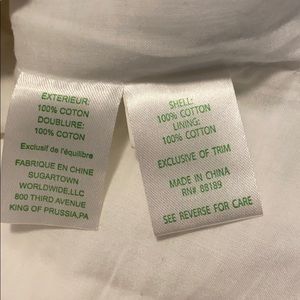 EXTERIEUR:
100% COTON
DOUBLURE:
100% COTON
Exclusif de l'équilibre
FABRIQUE EN CHINE
SUGARTOWN
WORLDWIDE,LLC
800 THIRD AVENUE
KING OF PRUSSIA,PA
SHELL:
100% COTTON
LINING:
100% COTTON
EXCLUSIVE OF TRIM
MADE IN CHINA
RN# 88189
SEE REVERSE FOR CARE